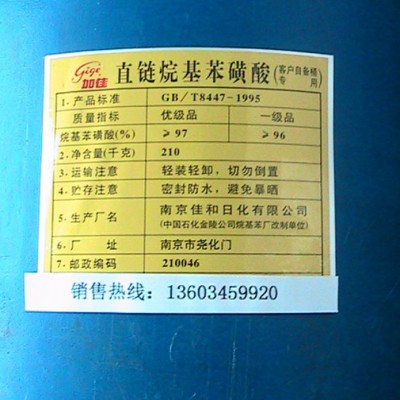 Gige
加佳
直链烷基苯磺酸(客户自备桶专用)
1- 产品标准 GB/T8447-1995
质量指标 优级品 一级品
烷基苯磺酸(%) ≥97 ≥96
2- 净含量(千克) 210
3- 运输注意 轻装轻卸，切勿倒置
4- 贮存注意 密封防水，避免暴晒
5- 生产厂名 南京佳和日化有限公司
(中国石化金陵公司烷基苯厂改制单位)
6- 厂 址 南京市尧化门
7- 邮政编码 210046
销售热线：13603459920